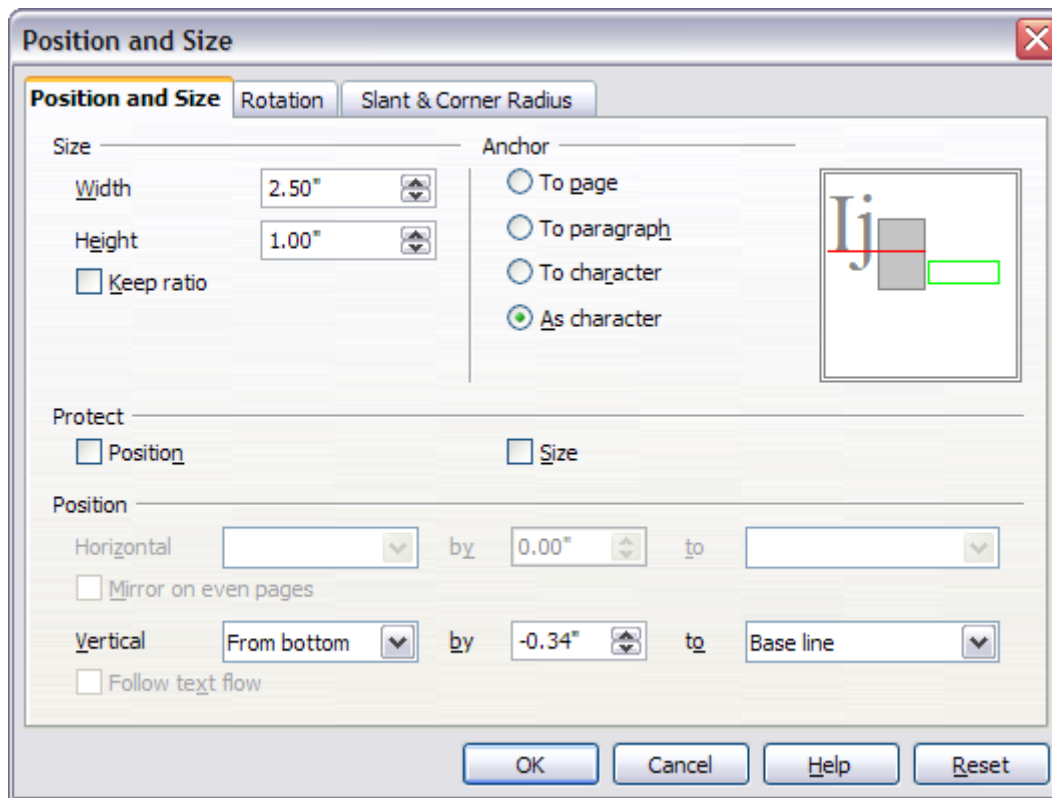 Position and Size
Position and Size Rotation Slant & Corner Radius
Size Anchor
Width 2.50" To page
Height 1.00" To paragraph
Keep ratio To character
As character
Ij
Protect
Position Size
Position
Horizontal by 0.00" to
Mirror on even pages
Vertical From bottom by -0.34" to Base line
Follow text flow
OK Cancel Help Reset